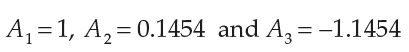 A₁ = 1, A₂ = 0.1454 and A₃ = –1.1454